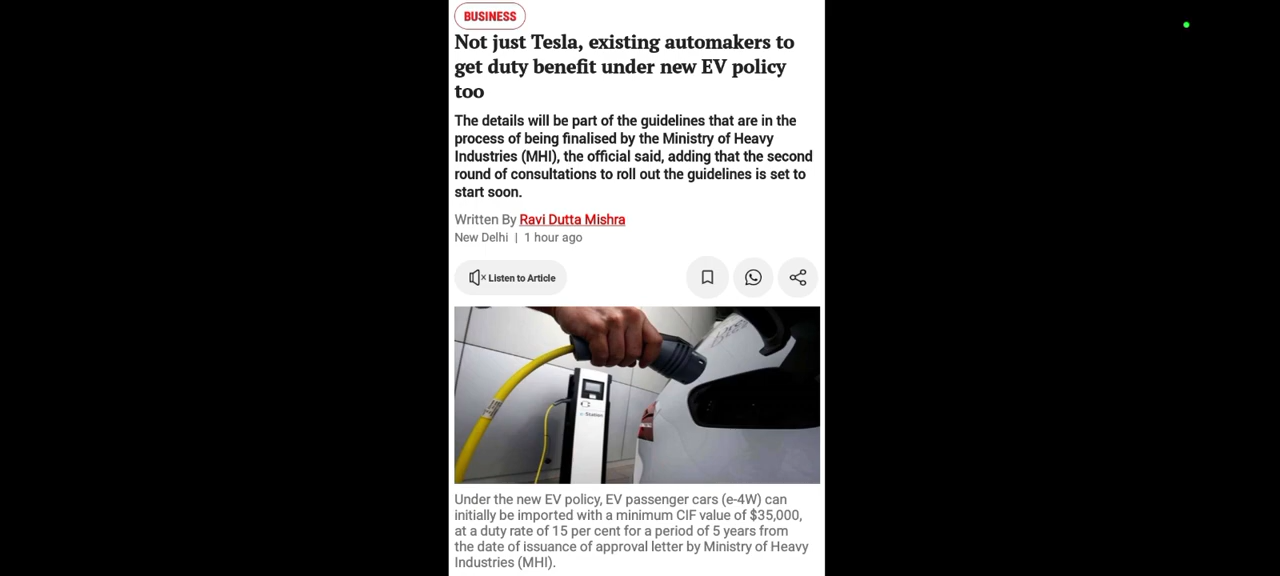 BUSINESS
Not just Tesla, existing automakers to
get duty benefit under new EV policy
too
The details will be part of the guidelines that are in the
process of being finalised by the Ministry of Heavy
Industries (MHI), the official said, adding that the second
round of consultations to roll out the guidelines is set to
start soon.
Written By Ravi Dutta Mishra
New Delhi | 1 hour ago
Listen to Article
Under the new EV policy, EV passenger cars (e-4W) can
initially be imported with a minimum CIF value of $35,000,
at a duty rate of 15 per cent for a period of 5 years from
the date of issuance of approval letter by Ministry of Heavy
Industries (MHI).